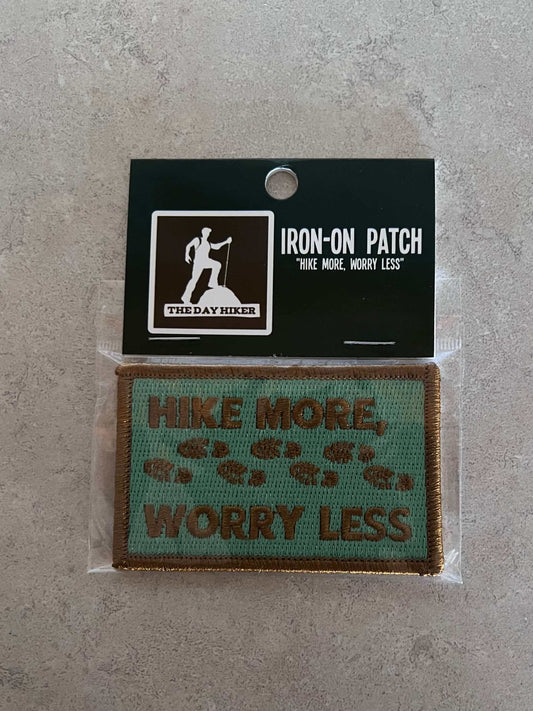 IRON-ON PATCH
"HIKE MORE, WORRY LESS"
THE DAY HIKER
HIKE MORE,
WORRY LESS